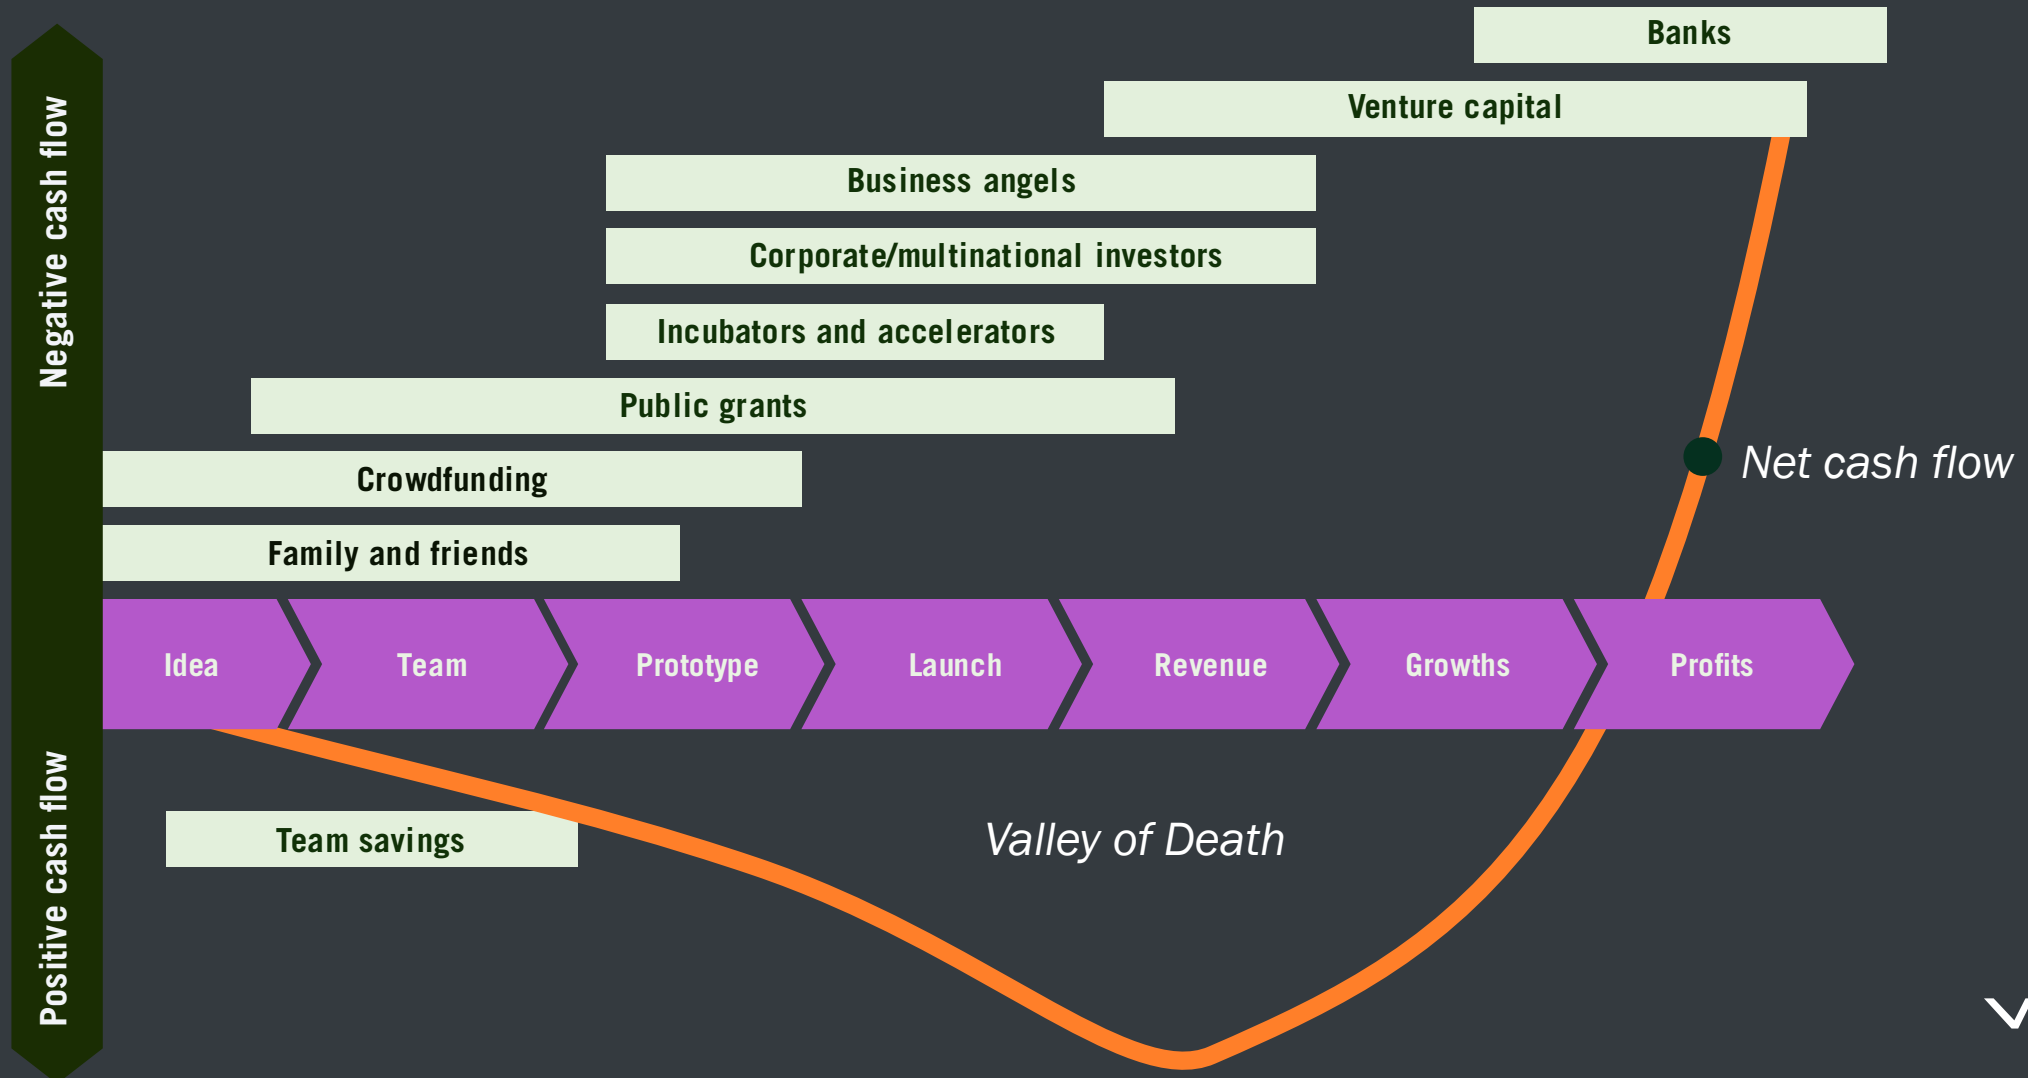 Banks
Venture capital
Negative cash flow
Business angels
Corporate/multinational investors
Incubators and accelerators
Public grants
Net cash flow
Crowdfunding
Family and friends
Idea
Team
Prototype
Launch
Revenue
Growths
Profits
Positive cash flow
Team savings
Valley of Death